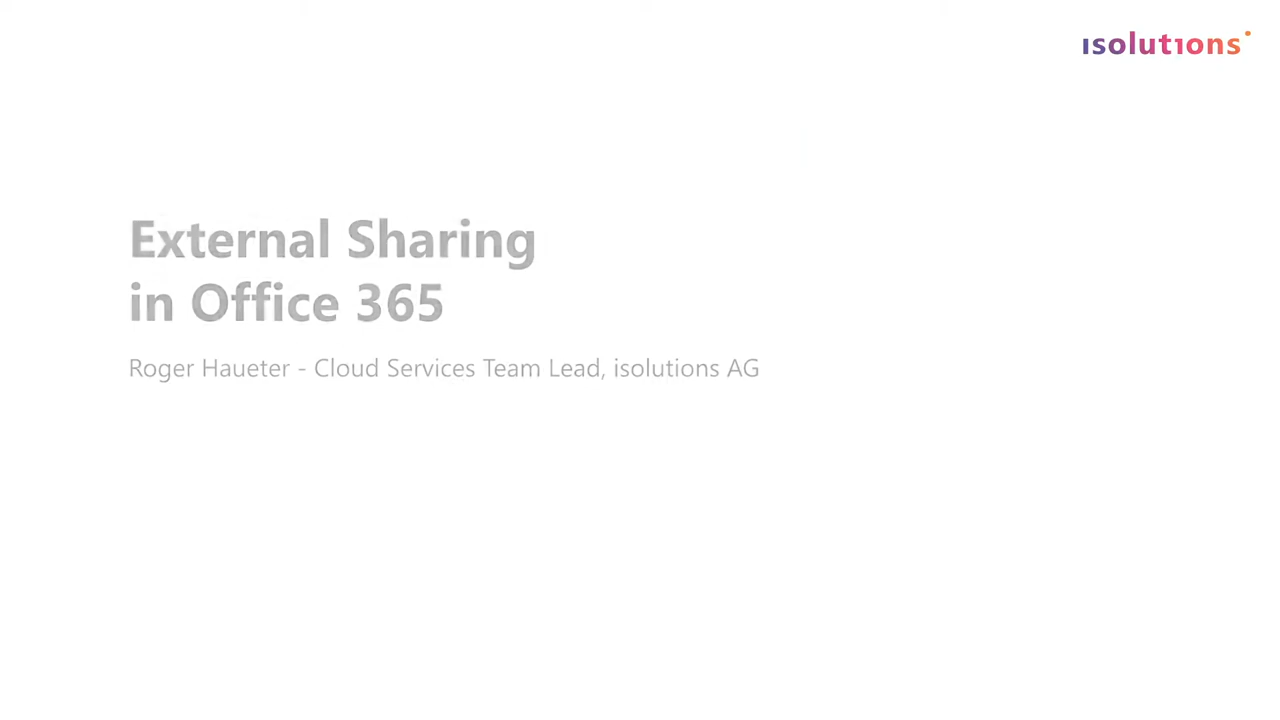 isolutions
External Sharing
in Office 365
Roger Haueter - Cloud Services Team Lead, isolutions AG